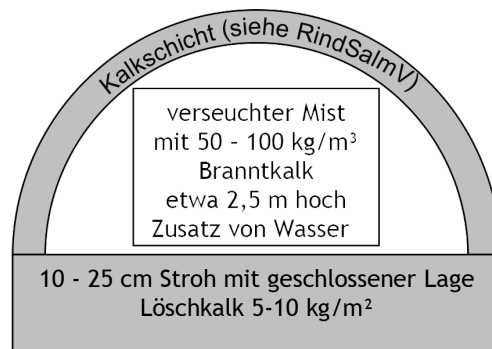 Kalkschicht (siehe RindSalmV)
verseuchter Mist
mit 50 - 100 kg/m³
Branntkalk
etwa 2,5 m hoch
Zusatz von Wasser
10 - 25 cm Stroh mit geschlossener Lage
Löschkalk 5-10 kg/m²